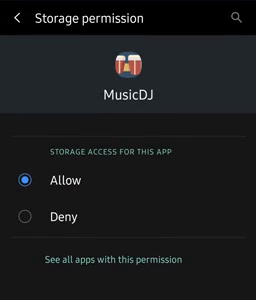 Storage permission
MusicDJ
STORAGE ACCESS FOR THIS APP
Allow
Deny
See all apps with this permission